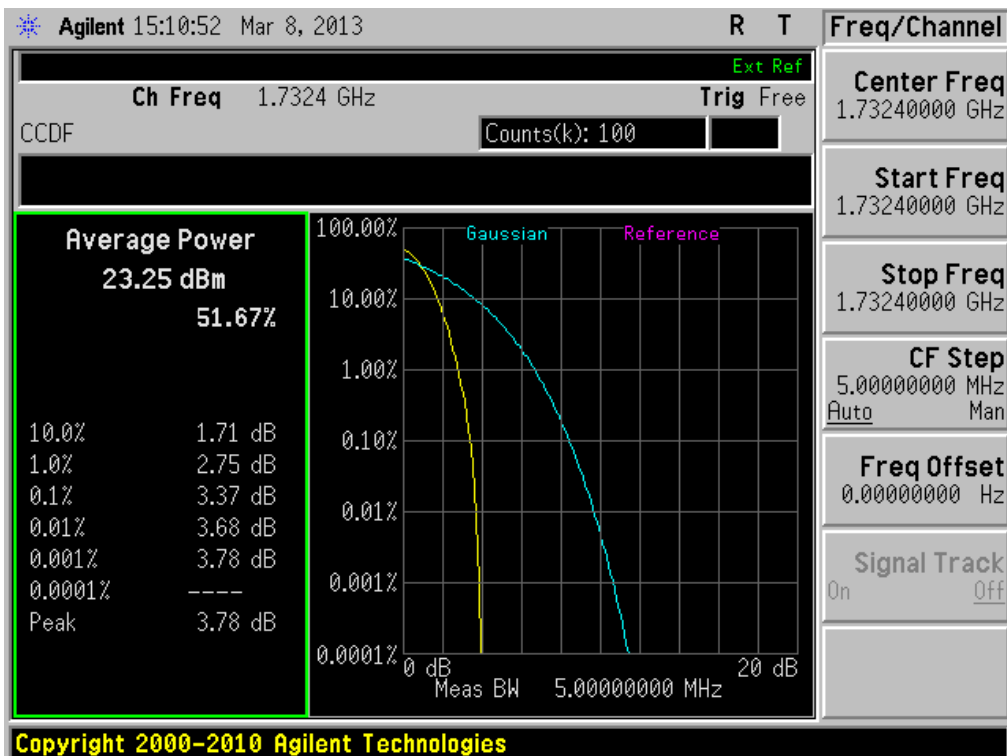 Agilent 15:10:52 Mar 8, 2013 R T
Ext Ref
Ch Freq 1.7324 GHz Trig Free
CCDF Counts(k): 100
Average Power
23.25 dBm
51.67%
10.0% 1.71 dB
1.0% 2.75 dB
0.1% 3.37 dB
0.01% 3.68 dB
0.001% 3.78 dB
0.0001% ----
Peak 3.78 dB
Gaussian Reference
100.00%
10.00%
1.00%
0.10%
0.01%
0.001%
0.0001%
0 dB 20 dB
Meas BW 5.00000000 MHz
Freq/Channel
Center Freq
1.73240000 GHz
Start Freq
1.73240000 GHz
Stop Freq
1.73240000 GHz
CF Step
5.00000000 MHz
Auto Man
Freq Offset
0.00000000 Hz
Signal Track
On Off
Copyright 2000-2010 Agilent Technologies